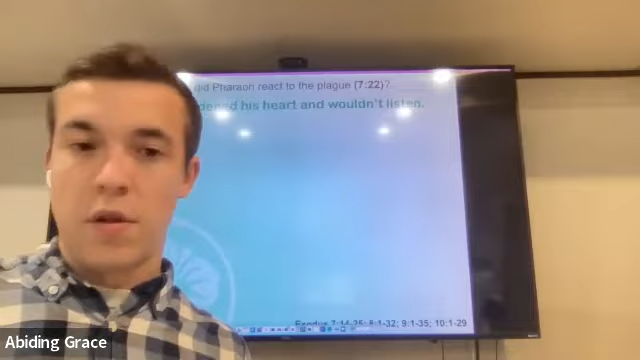 did Pharaoh react to the plague (7:22)?
his heart and wouldn't listen.
Exodus 7:14-25; 8:1-32; 9:1-35; 10:1-29
Abiding Grace